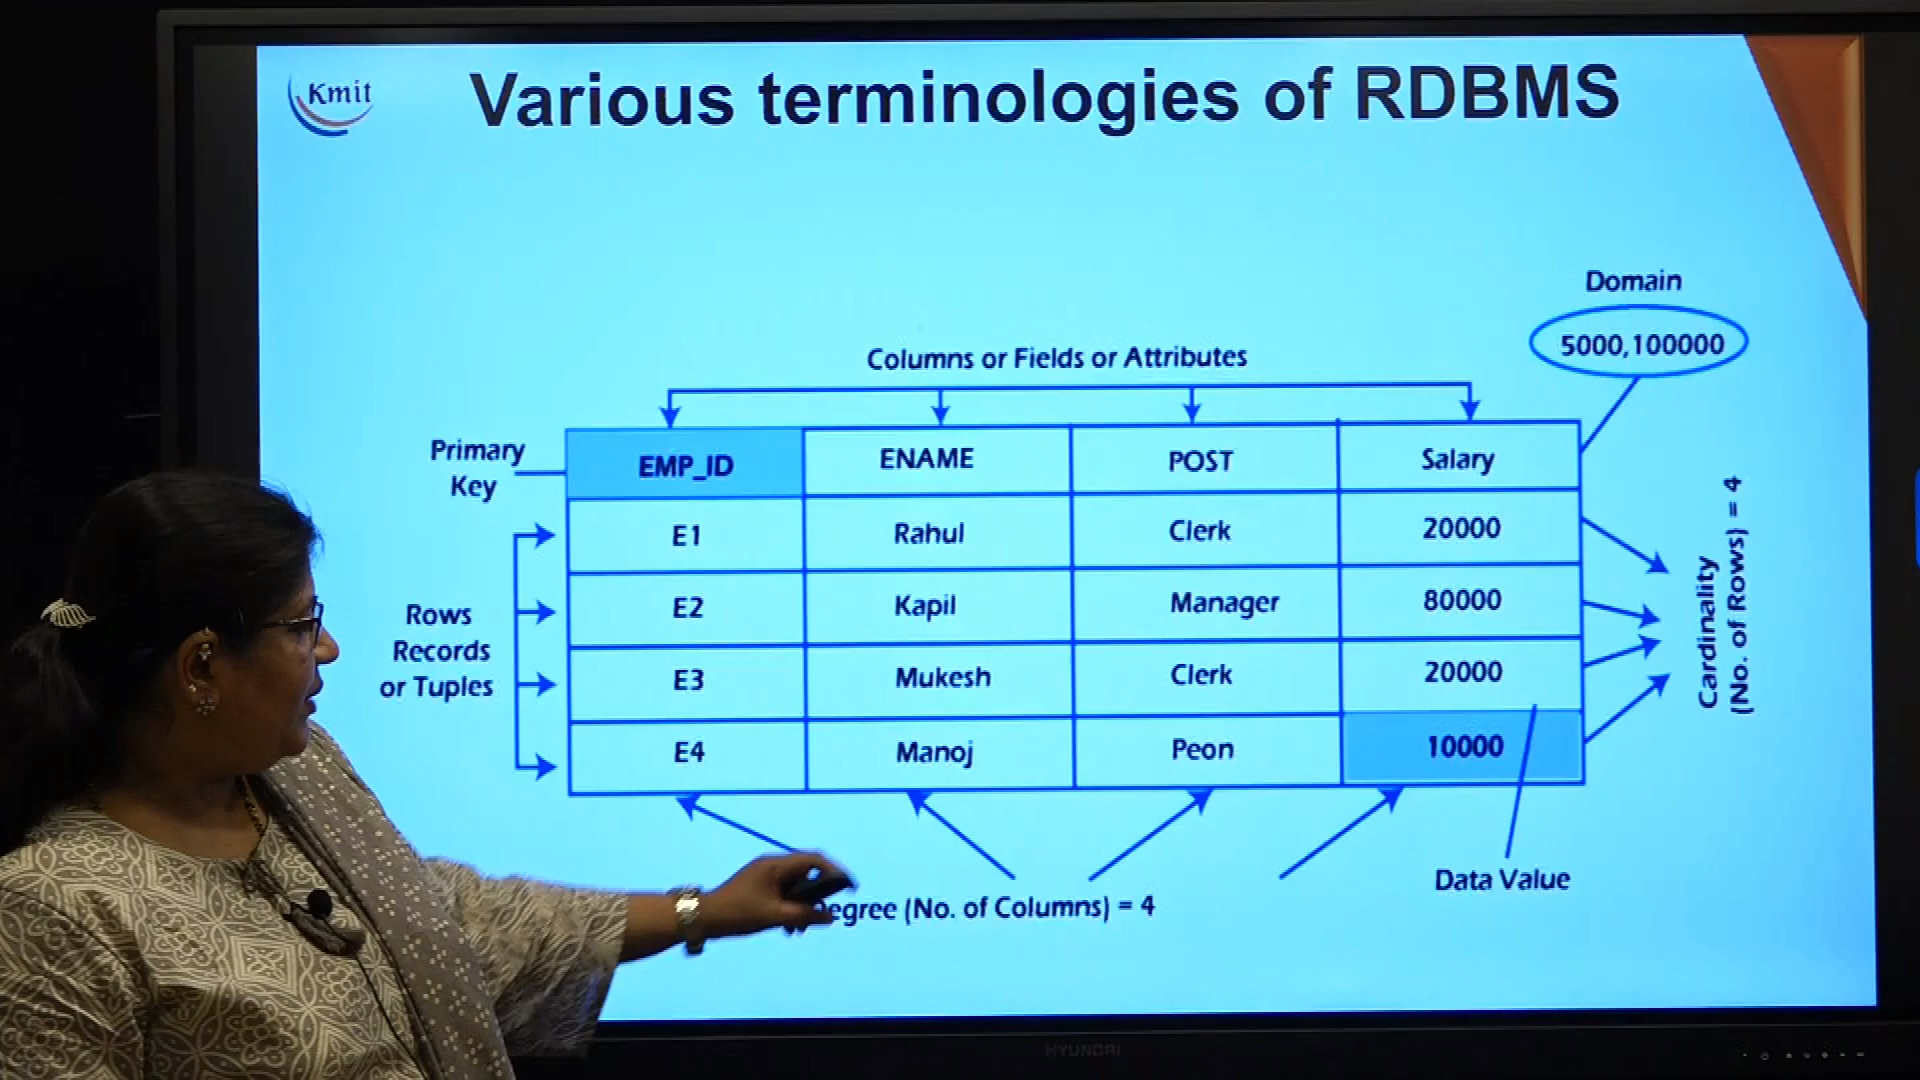 Kmit
Various terminologies of RDBMS
Domain
5000,100000
Columns or Fields or Attributes
Primary
Key
EMP_ID ENAME POST Salary
E1 Rahul Clerk 20000
E2 Kapil Manager 80000
E3 Mukesh Clerk 20000
E4 Manoj Peon 10000
Rows
Records
or Tuples
Cardinality
(No. of Rows) = 4
Data Value
Degree (No. of Columns) = 4
HYUNDAI